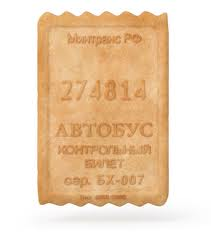 Минтранс РФ
274814
АВТОБУС
КОНТРОЛЬНЫЙ
БИЛЕТ
сер. БХ-007